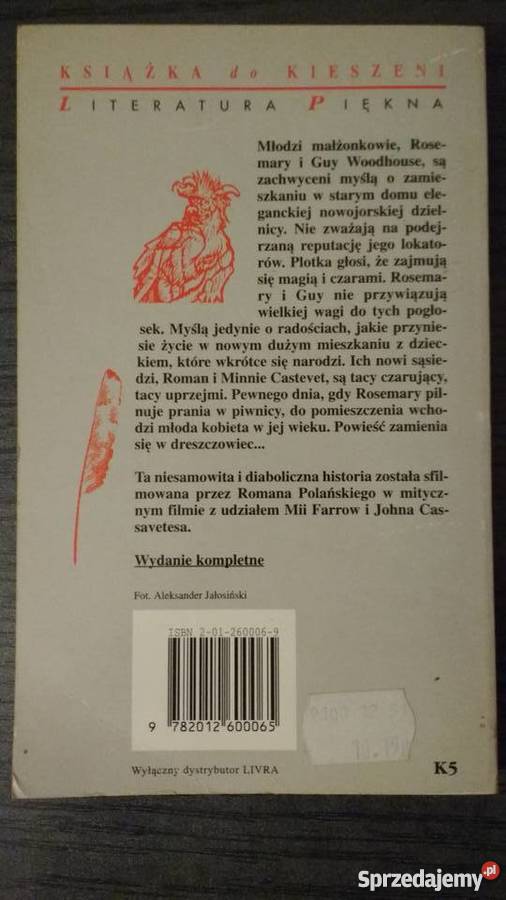 KSIĄŻKA do KIESZENI
LITERATURA PIĘKNA
Młodzi małżonkowie, Rose-
mary i Guy Woodhouse, są
zachwyceni myślą o zamie-
szkaniu w starym domu ele-
ganckiej nowojorskiej dziel-
nicy. Nie zważają na podej-
rzaną reputację jego lokato-
rów. Plotka głosi, że zajmują
się magią i czarami. Rosema-
ry i Guy nie przywiązują
wielkiej wagi do tych pogło-
sek. Myślą jedynie o radościach, jakie przynie-
sie życie w nowym dużym mieszkaniu z dziec-
kiem, które wkrótce się narodzi. Ich nowi sąsie-
dzi, Roman i Minnie Castevet, są tacy czarujący,
tacy uprzejmi. Pewnego dnia, gdy Rosemary pil-
nuje prania w piwnicy, do pomieszczenia wcho-
dzi młoda kobieta w jej wieku. Powieść zamienia
się w dreszczowiec...
Ta niesamowita i diaboliczna historia została sfil-
mowana przez Romana Polańskiego w mitycz-
nym filmie z udziałem Mii Farrow i Johna Cas-
savetesa.
Wydanie kompletne
Fot. Aleksander Jałosiński
ISBN 2-01-260006-9
9 782012 600065
Wyłączny dystrybutor LIVRA
K5
Sprzedajemy.pl